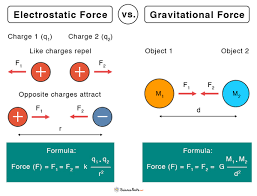 Electrostatic Force vs. Gravitational Force
Charge 1 (q₁) Charge 2 (q₂)
Like charges repel
F₁ + + F₂
Opposite charges attract
+ F₁ F₂ −
r
Formula:
Force (F) = F₁ = F₂ = k q₁ q₂ / r²
Object 1 Object 2
M₁ F₁ F₂ M₂
d
Formula:
Force (F) = F₁ = F₂ = G M₁ M₂ / d²